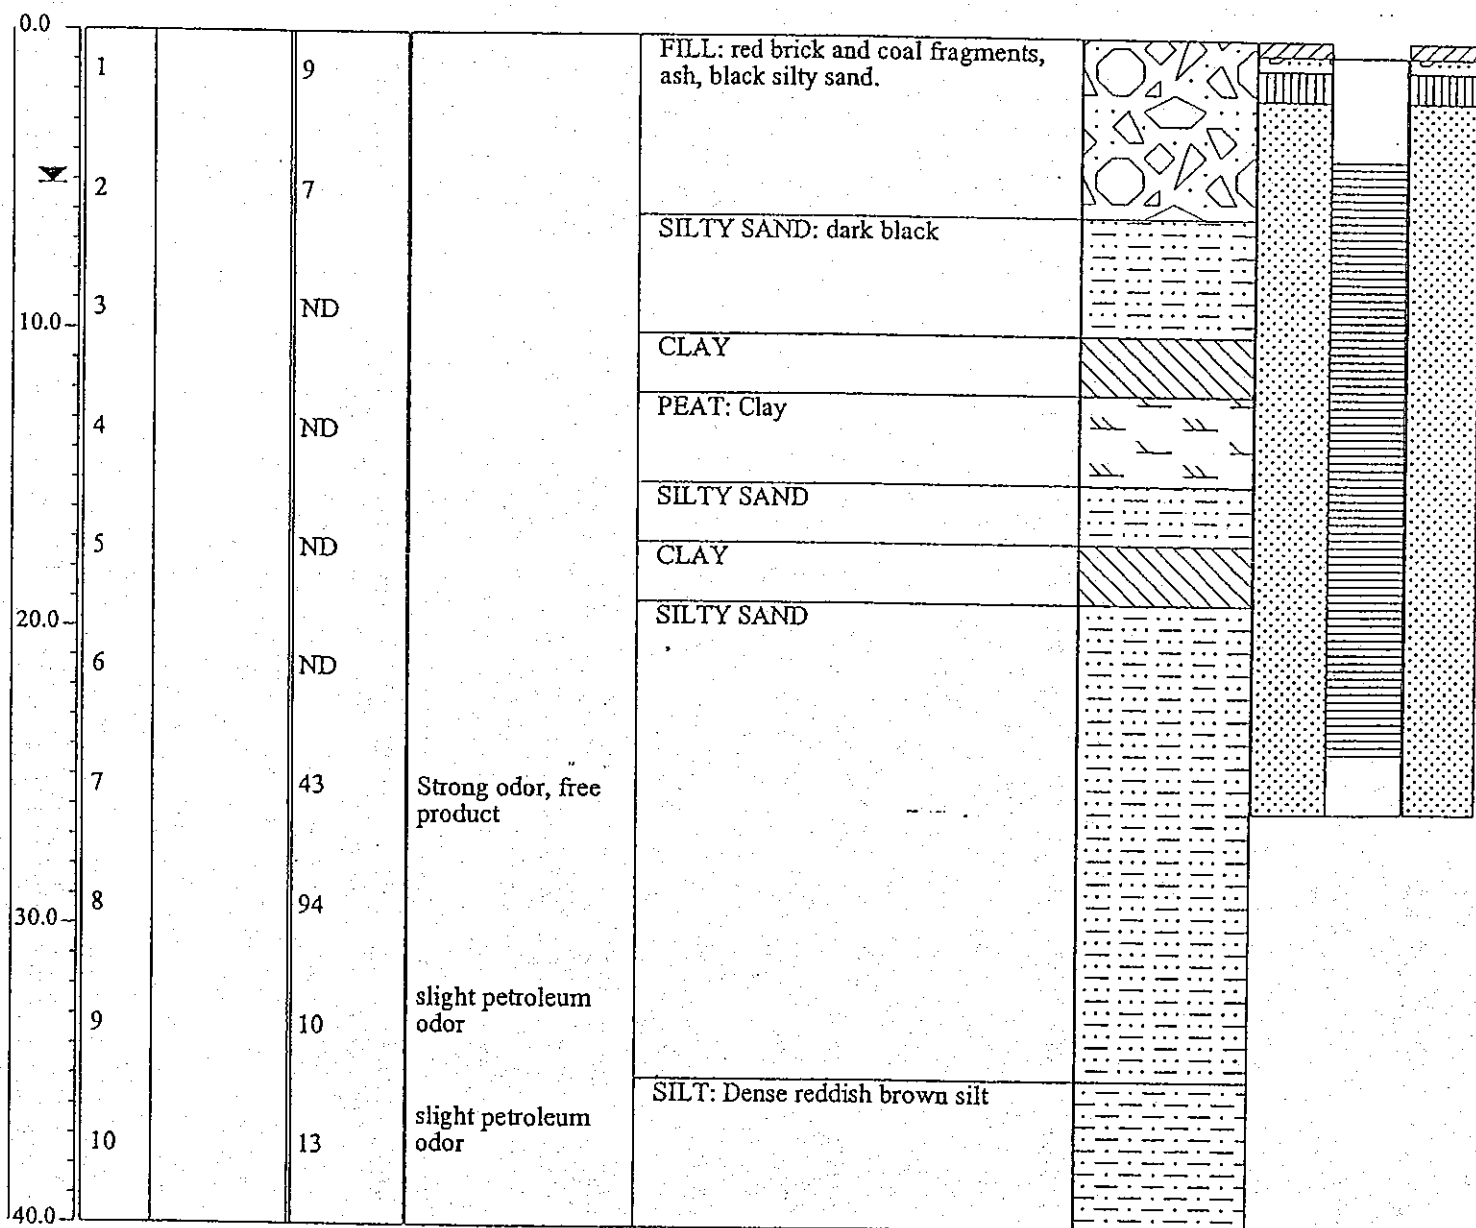 0.0
1 9 FILL: red brick and coal fragments,
ash, black silty sand.
2 7
SILTY SAND: dark black
3 ND
10.0
CLAY
PEAT: Clay
4 ND
SILTY SAND
5 ND
CLAY
20.0 SILTY SAND
6 ND
7 43 Strong odor, free
product
8 94
30.0
slight petroleum
9 10 odor
SILT: Dense reddish brown silt
slight petroleum
10 13 odor
40.0